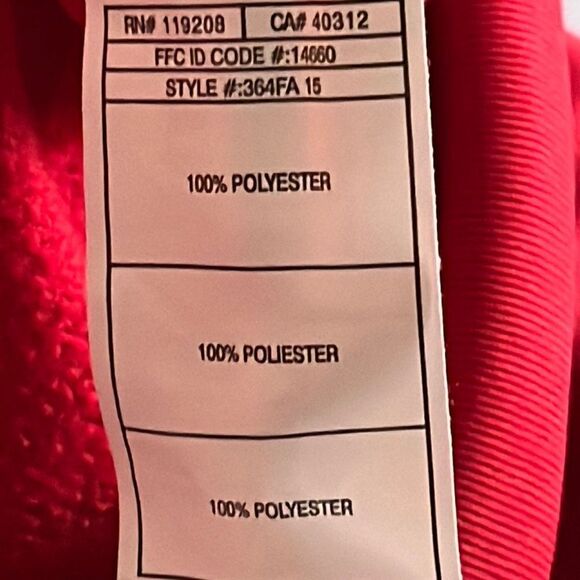 RN# 119208 CA# 40312
FFC ID CODE #:14660
STYLE #:364FA 15
100% POLYESTER
100% POLIESTER
100% POLYESTER